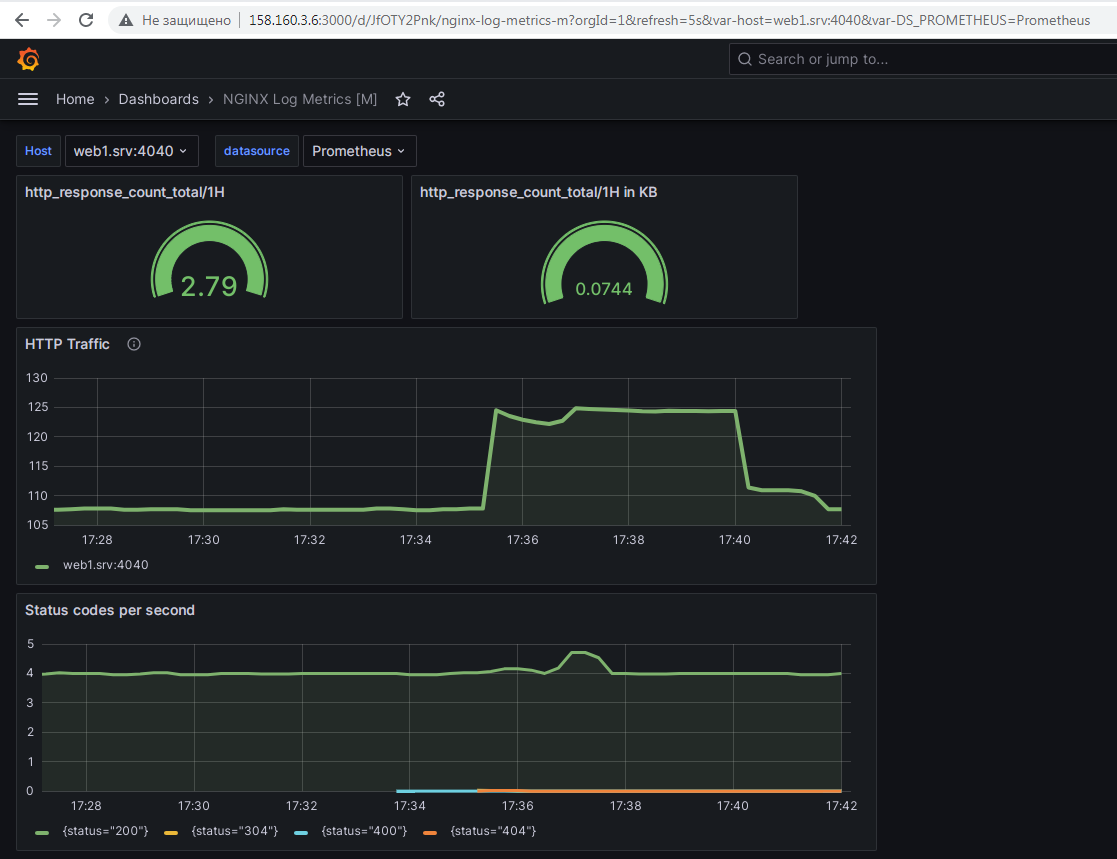 Не защищено 158.160.3.6:3000/d/JfOTY2Pnk/nginx-log-metrics-m?orgId=1&refresh=5s&var-host=web1.srv:4040&var-DS_PROMETHEUS=Prometheus
Search or jump to...
Home › Dashboards › NGINX Log Metrics [M]
Host web1.srv:4040 datasource Prometheus
http_response_count_total/1H
2.79
http_response_count_total/1H in KB
0.0744
HTTP Traffic
130
125
120
115
110
105
17:28 17:30 17:32 17:34 17:36 17:38 17:40 17:42
web1.srv:4040
Status codes per second
5
4
3
2
1
0
17:28 17:30 17:32 17:34 17:36 17:38 17:40 17:42
{status="200"} {status="304"} {status="400"} {status="404"}